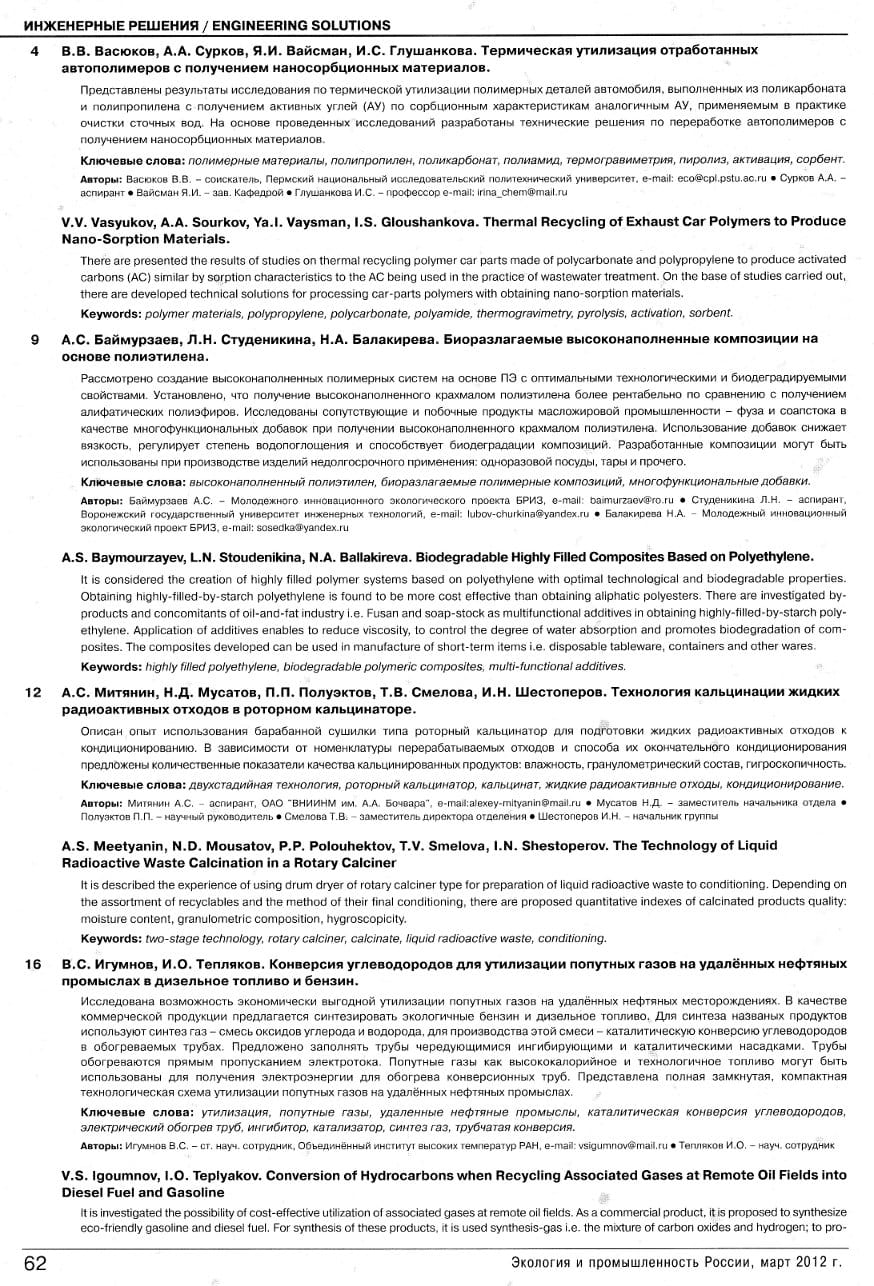 ИНЖЕНЕРНЫЕ РЕШЕНИЯ / ENGINEERING SOLUTIONS
4 В.В. Васюков, А.А. Сурков, Я.И. Вайсман, И.С. Глушанкова. Термическая утилизация отработанных
автополимеров с получением наносорбционных материалов.
Представлены результаты исследования по термической утилизации полимерных деталей автомобиля, выполненных из поликарбоната
и полипропилена с получением активных углей (АУ) по сорбционным характеристикам аналогичным АУ, применяемым в практике
очистки сточных вод. На основе проведенных исследований разработаны технические решения по переработке автополимеров с
получением наносорбционных материалов.
Ключевые слова: полимерные материалы, полипропилен, поликарбонат, полиамид, термогравиметрия, пиролиз, активация, сорбент.
Авторы: Васюков В.В. – соискатель, Пермский национальный исследовательский политехнический университет, e-mail: eco@cpl.pstu.ac.ru ● Сурков А.А. –
аспирант ● Вайсман Я.И. – зав. Кафедрой ● Глушанкова И.С. – профессор e-mail: irina_chem@mail.ru
V.V. Vasyukov, A.A. Sourkov, Ya.I. Vaysman, I.S. Gloushankova. Thermal Recycling of Exhaust Car Polymers to Produce
Nano-Sorption Materials.
There are presented the results of studies on thermal recycling polymer car parts made of polycarbonate and polypropylene to produce activated
carbons (AC) similar by sorption characteristics to the AC being used in the practice of wastewater treatment. On the base of studies carried out,
there are developed technical solutions for processing car-parts polymers with obtaining nano-sorption materials.
Keywords: polymer materials, polypropylene, polycarbonate, polyamide, thermogravimetry, pyrolysis, activation, sorbent.
9 А.С. Баймурзаев, Л.Н. Студеникина, Н.А. Балакирева. Биоразлагаемые высоконаполненные композиции на
основе полиэтилена.
Рассмотрено создание высоконаполненных полимерных систем на основе ПЭ с оптимальными технологическими и биодеградируемыми
свойствами. Установлено, что получение высоконаполненного крахмалом полиэтилена более рентабельно по сравнению с получением
алифатических полиэфиров. Исследованы сопутствующие и побочные продукты масложировой промышленности – фуза и соапстока в
качестве многофункциональных добавок при получении высоконаполненного крахмалом полиэтилена. Использование добавок снижает
вязкость, регулирует степень водопоглощения и способствует биодеградации композиций. Разработанные композиции могут быть
использованы при производстве изделий недолгосрочного применения: одноразовой посуды, тары и прочего.
Ключевые слова: высоконаполненный полиэтилен, биоразлагаемые полимерные композиций, многофункциональные добавки.
Авторы: Баймурзаев А.С. – Молодежного инновационного экологического проекта БРИЗ, e-mail: baimurzaev@ro.ru ● Студеникина Л.Н. – аспирант,
Воронежский государственный университет инженерных технологий, e-mail: lubov-churkina@yandex.ru ● Балакирева Н.А. – Молодежный инновационный
экологический проект БРИЗ, e-mail: sosedka@yandex.ru
A.S. Baymourzayev, L.N. Stoudenikina, N.A. Ballakireva. Biodegradable Highly Filled Composites Based on Polyethylene.
It is considered the creation of highly filled polymer systems based on polyethylene with optimal technological and biodegradable properties.
Obtaining highly-filled-by-starch polyethylene is found to be more cost effective than obtaining aliphatic polyesters. There are investigated by-
products and concomitants of oil-and-fat industry i.e. Fusan and soap-stock as multifunctional additives in obtaining highly-filled-by-starch poly-
ethylene. Application of additives enables to reduce viscosity, to control the degree of water absorption and promotes biodegradation of com-
posites. The composites developed can be used in manufacture of short-term items i.e. disposable tableware, containers and other wares.
Keywords: highly filled polyethylene, biodegradable polymeric composites, multi-functional additives.
12 А.С. Митянин, Н.Д. Мусатов, П.П. Полуэктов, Т.В. Смелова, И.Н. Шестоперов. Технология кальцинации жидких
радиоактивных отходов в роторном кальцинаторе.
Описан опыт использования барабанной сушилки типа роторный кальцинатор для подготовки жидких радиоактивных отходов к
кондиционированию. В зависимости от номенклатуры перерабатываемых отходов и способа их окончательного кондиционирования
предложены количественные показатели качества кальцинированных продуктов: влажность, гранулометрический состав, гигроскопичность.
Ключевые слова: двухстадийная технология, роторный кальцинатор, кальцинат, жидкие радиоактивные отходы, кондиционирование.
Авторы: Митянин А.С. – аспирант, ОАО "ВНИИНМ им. А.А. Бочвара", e-mail:alexey-mityanin@mail.ru ● Мусатов Н.Д. – заместитель начальника отдела ●
Полуэктов П.П. – научный руководитель ● Смелова Т.В. – заместитель директора отделения ● Шестоперов И.Н. – начальник группы
A.S. Meetyanin, N.D. Mousatov, P.P. Polouhektov, T.V. Smelova, I.N. Shestoperov. The Technology of Liquid
Radioactive Waste Calcination in a Rotary Calciner
It is described the experience of using drum dryer of rotary calciner type for preparation of liquid radioactive waste to conditioning. Depending on
the assortment of recyclables and the method of their final conditioning, there are proposed quantitative indexes of calcinated products quality:
moisture content, granulometric composition, hygroscopicity.
Keywords: two-stage technology, rotary calciner, calcinate, liquid radioactive waste, conditioning.
16 В.С. Игумнов, И.О. Тепляков. Конверсия углеводородов для утилизации попутных газов на удалённых нефтяных
промыслах в дизельное топливо и бензин.
Исследована возможность экономически выгодной утилизации попутных газов на удалённых нефтяных месторождениях. В качестве
коммерческой продукции предлагается синтезировать экологичные бензин и дизельное топливо. Для синтеза названых продуктов
используют синтез газ – смесь оксидов углерода и водорода, для производства этой смеси – каталитическую конверсию углеводородов
в обогреваемых трубах. Предложено заполнять трубы чередующимися ингибирующими и каталитическими насадками. Трубы
обогреваются прямым пропусканием электротока. Попутные газы как высококалорийное и технологичное топливо могут быть
использованы для получения электроэнергии для обогрева конверсионных труб. Представлена полная замкнутая, компактная
технологическая схема утилизации попутных газов на удалённых нефтяных промыслах.
Ключевые слова: утилизация, попутные газы, удаленные нефтяные промыслы, каталитическая конверсия углеводородов,
электрический обогрев труб, ингибитор, катализатор, синтез газ, трубчатая конверсия.
Авторы: Игумнов В.С. – ст. науч. сотрудник, Объединённый институт высоких температур РАН, e-mail: vsigumnov@mail.ru ● Тепляков И.О. – науч. сотрудник
V.S. Igoumnov, I.O. Teplyakov. Conversion of Hydrocarbons when Recycling Associated Gases at Remote Oil Fields into
Diesel Fuel and Gasoline
It is investigated the possibility of cost-effective utilization of associated gases at remote oil fields. As a commercial product, it is proposed to synthesize
eco-friendly gasoline and diesel fuel. For synthesis of these products, it is used synthesis-gas i.e. the mixture of carbon oxides and hydrogen; to pro-
62 Экология и промышленность России, март 2012 г.